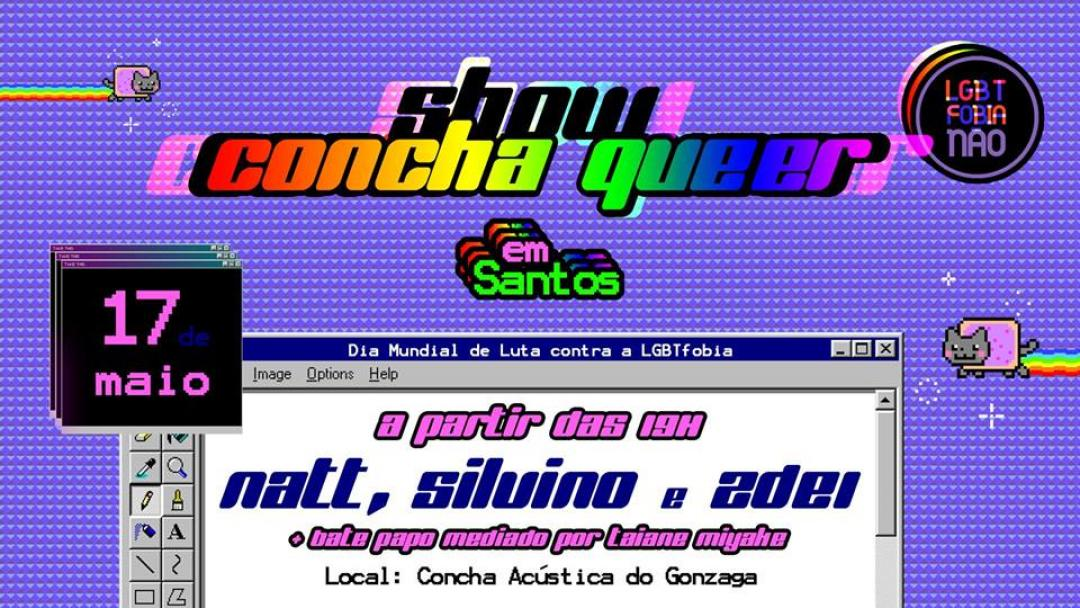 show
concha queer
LGBT
FOBIA
NÃO
em
Santos
17 de
maio
Dia Mundial de Luta contra a LGBTfobia
Image Options Help
a partir das 19H
natt, silvino e zdei
+ bate papo mediado por taiane miyake
Local: Concha Acústica do Gonzaga
A